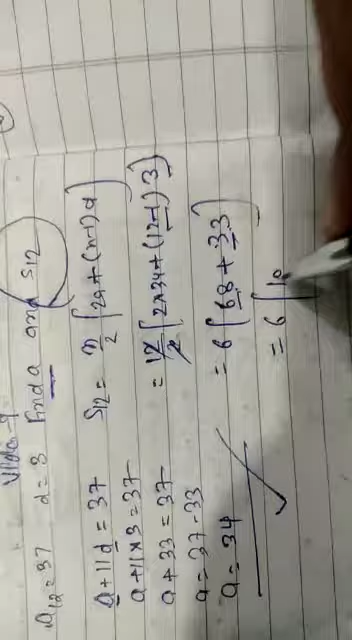 a12 = 37 d = 3 Find a and S12
a + 11d = 37
a + 11 x 3 = 37
a + 33 = 37
a = 37 - 33
a = 34
S12 = n/2 [2a + (n-1) d]
= 12/2 [2 x 34 + (12-1) 3]
= 6 [68 + 33]
= 6 [10